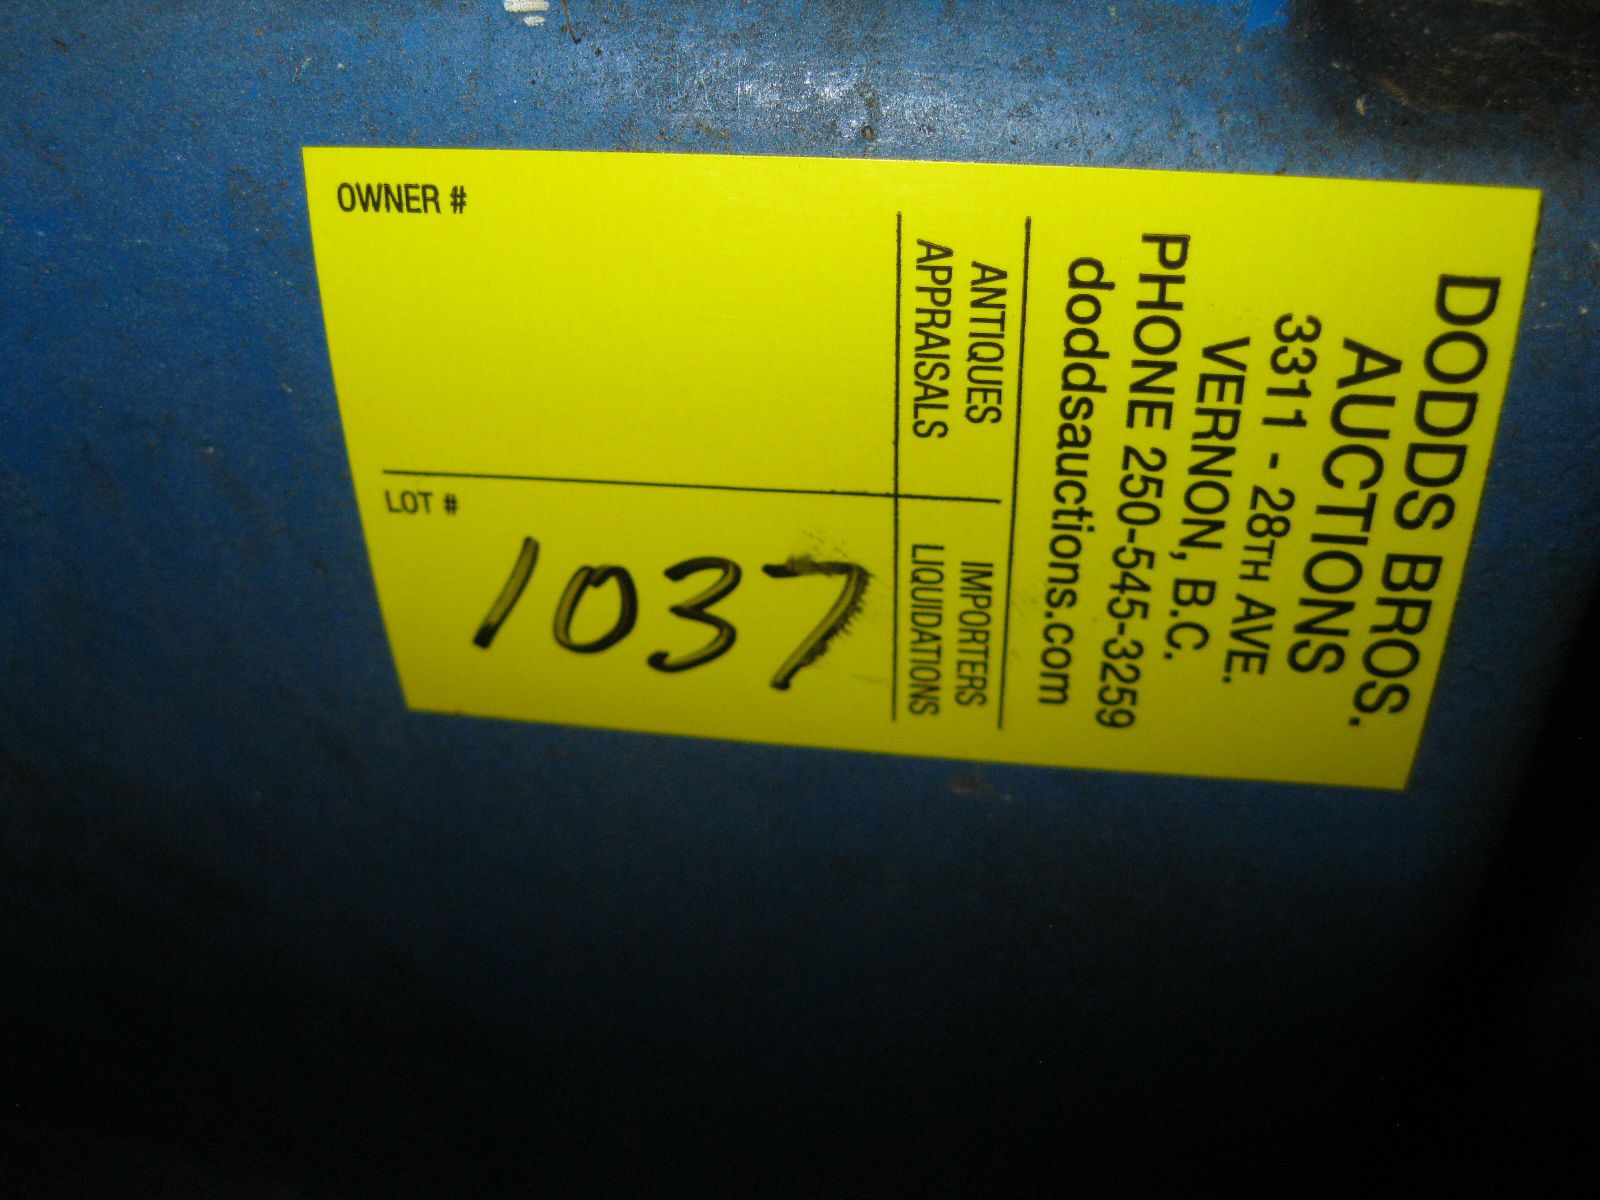 DODDS BROS.
AUCTIONS
3311 - 28TH AVE.
VERNON, B.C.
PHONE 250-545-3259
doddsauctions.com
ANTIQUES
APPRAISALS
IMPORTERS
LIQUIDATIONS
OWNER #
LOT #
1037